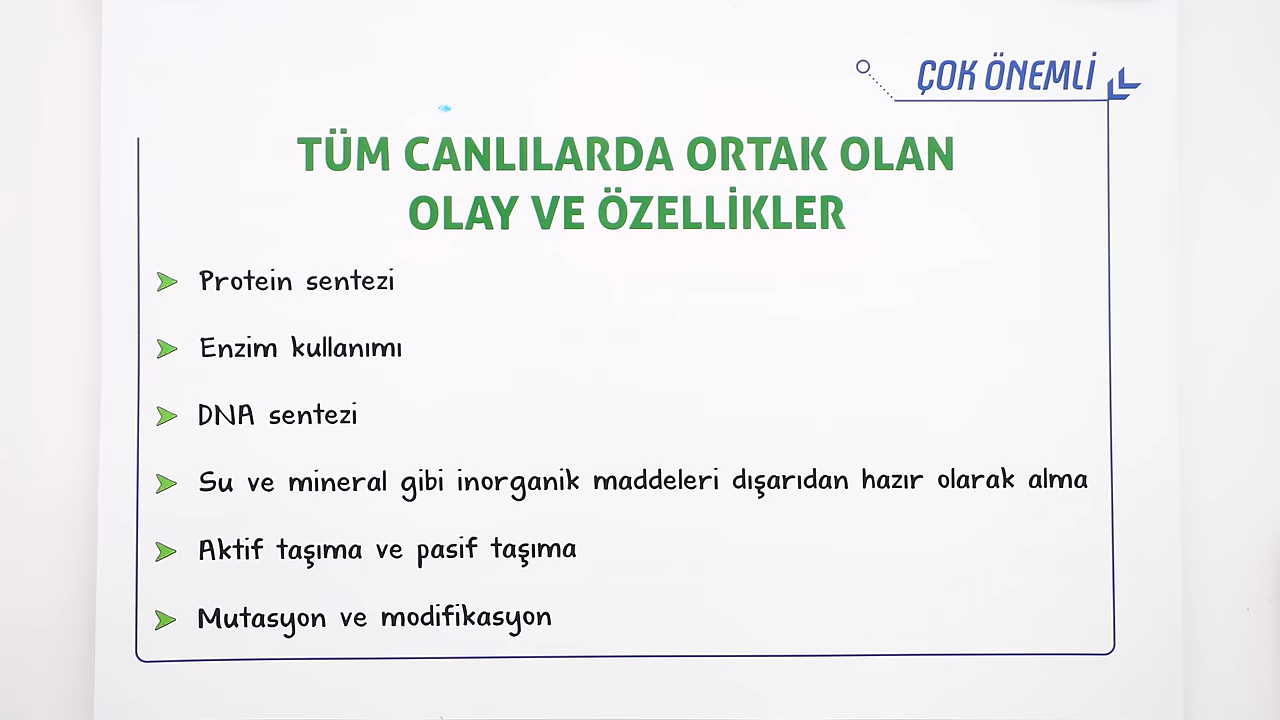 ÇOK ÖNEMLİ
TÜM CANLILARDA ORTAK OLAN
OLAY VE ÖZELLİKLER
Protein sentezi
Enzim kullanımı
DNA sentezi
Su ve mineral gibi inorganik maddeleri dışarıdan hazır olarak alma
Aktif taşıma ve pasif taşıma
Mutasyon ve modifikasyon